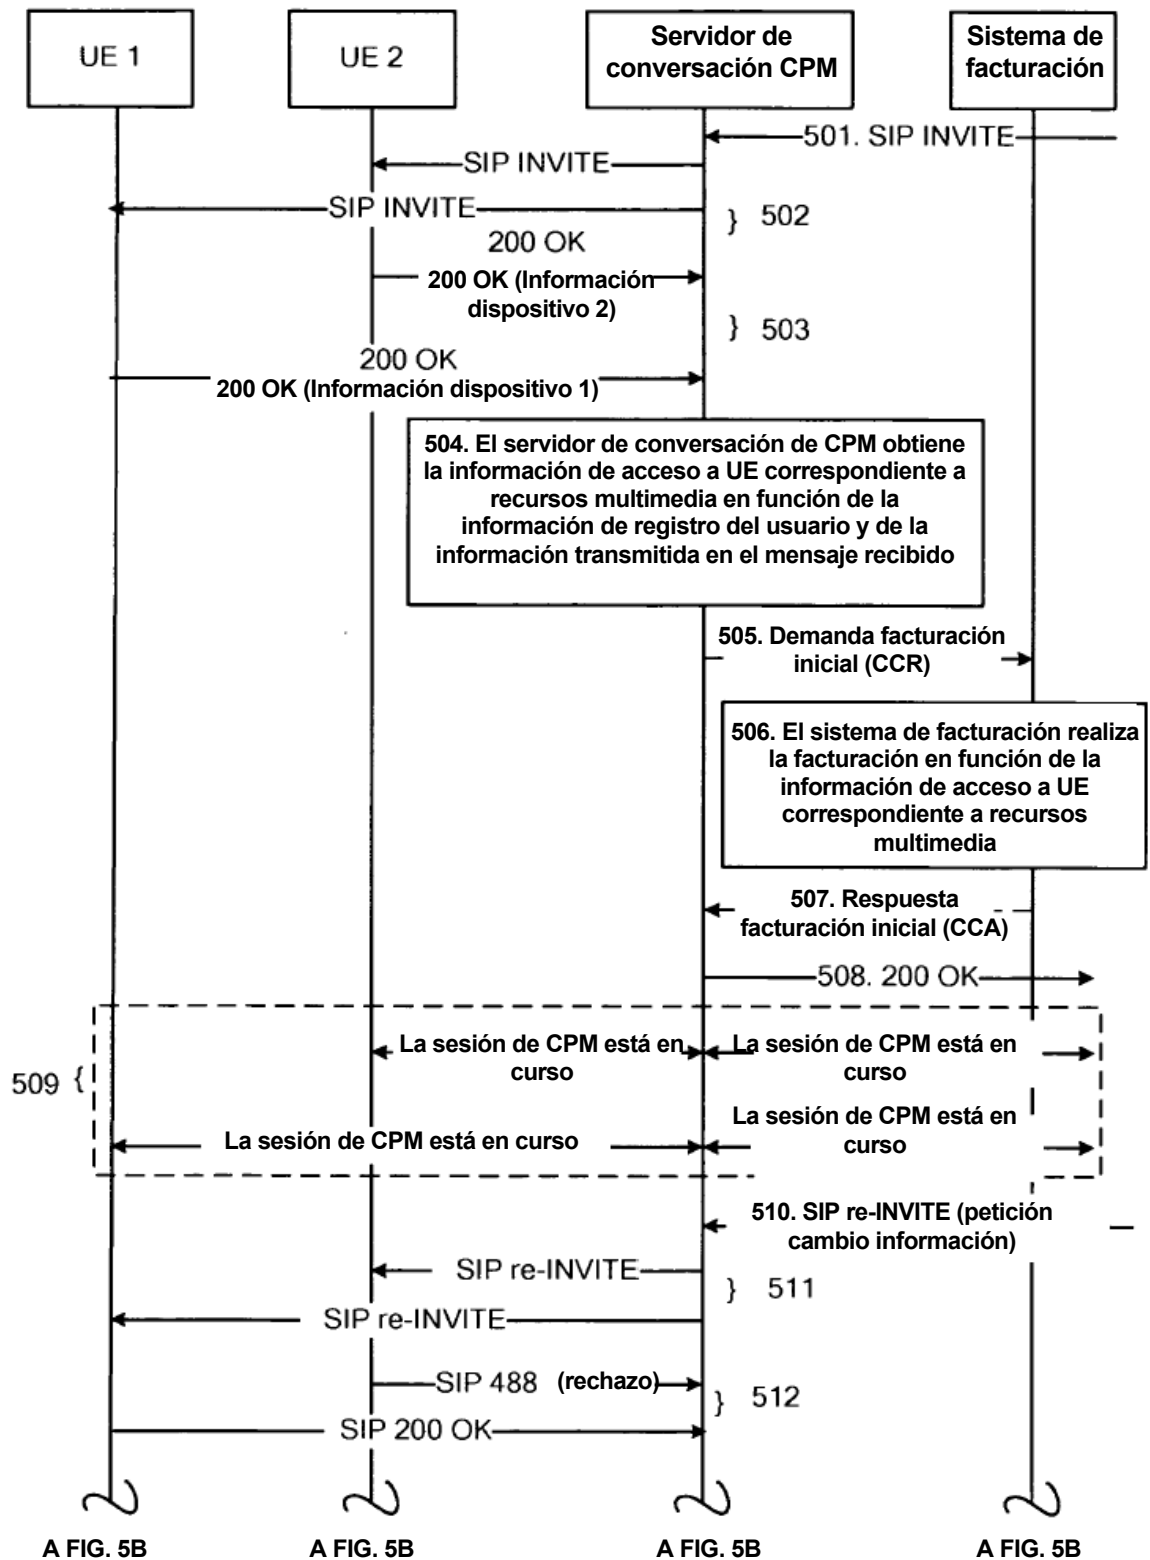 UE 1
UE 2
Servidor de
conversación CPM
Sistema de
facturación
501. SIP INVITE
SIP INVITE
SIP INVITE
} 502
200 OK
200 OK (Información
dispositivo 2)
} 503
200 OK
200 OK (Información dispositivo 1)
504. El servidor de conversación de CPM obtiene
la información de acceso a UE correspondiente a
recursos multimedia en función de la
información de registro del usuario y de la
información transmitida en el mensaje recibido
505. Demanda facturación
inicial (CCR)
506. El sistema de facturación realiza
la facturación en función de la
información de acceso a UE
correspondiente a recursos
multimedia
507. Respuesta
facturación inicial (CCA)
508. 200 OK
La sesión de CPM está en
curso
La sesión de CPM está en
curso
509 {
La sesión de CPM está en curso
La sesión de CPM está en
curso
510. SIP re-INVITE (petición
cambio información)
SIP re-INVITE
} 511
SIP re-INVITE
SIP 488 (rechazo)
} 512
SIP 200 OK
A FIG. 5B
A FIG. 5B
A FIG. 5B
A FIG. 5B